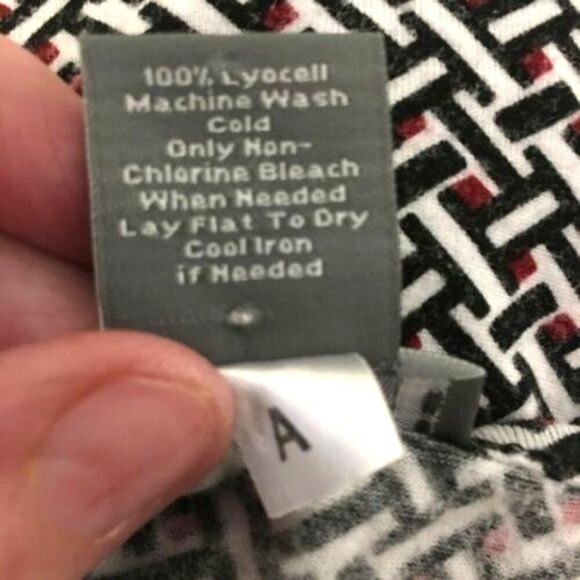 100% Lyocell
Machine Wash
Cold
Only Non-
Chlorine Bleach
When Needed
Lay Flat To Dry
Cool Iron
if Needed
A